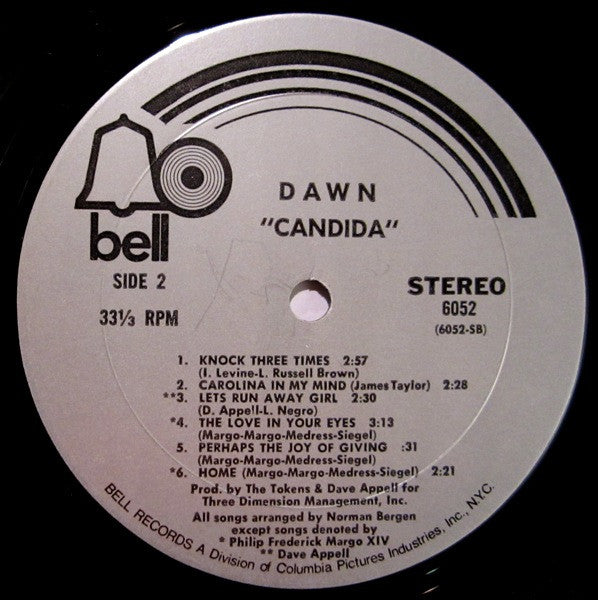 bell
DAWN
"CANDIDA"
SIDE 2
33⅓ RPM
STEREO
6052
(6052-SB)
1. KNOCK THREE TIMES 2:57
(I. Levine-L. Russell Brown)
2. CAROLINA IN MY MIND (James Taylor) 2:28
**3. LETS RUN AWAY GIRL 2:30
(D. Appell-L. Negro)
*4. THE LOVE IN YOUR EYES 3:13
(Margo-Margo-Medress-Siegel)
5. PERHAPS THE JOY OF GIVING :31
(Margo-Margo-Medress-Siegel)
*6. HOME (Margo-Margo-Medress-Siegel) 2:21
Prod. by The Tokens & Dave Appell for
Three Dimension Management, Inc.
All songs arranged by Norman Bergen
except songs denoted by
* Philip Frederick Margo XIV
** Dave Appell
BELL RECORDS A Division of Columbia Pictures Industries, Inc., N.Y.C.